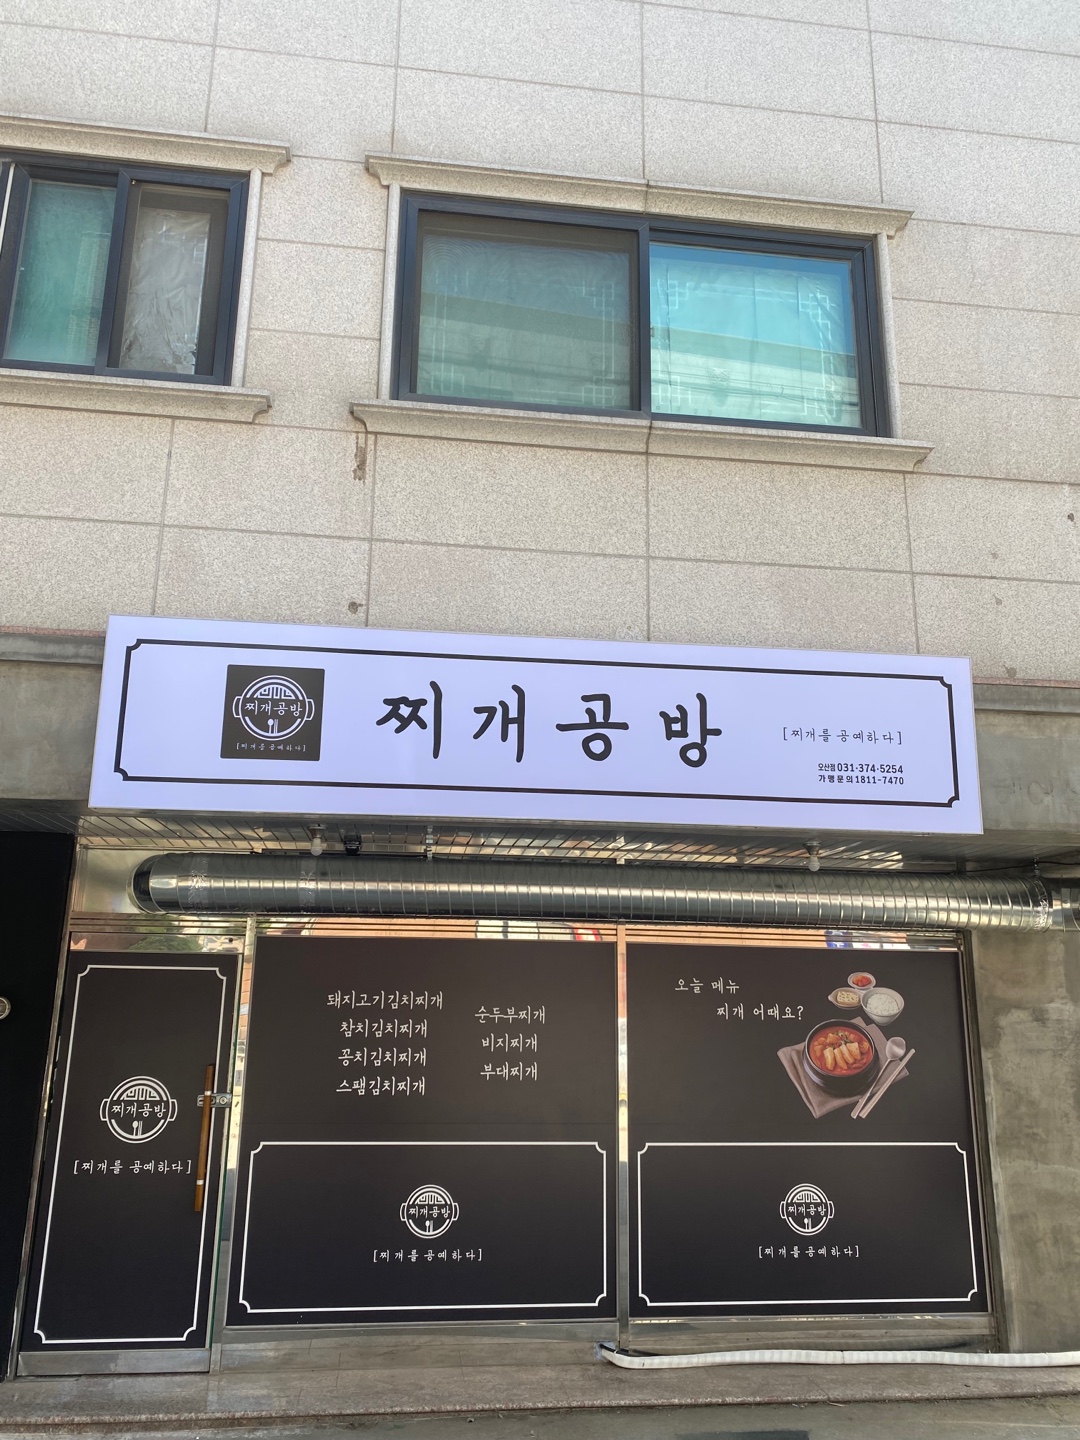 찌개공방
[찌개를 공예하다]
찌개공방
[찌개를 공예하다]
오산점 031·374·5254
가맹문의 1811-7470
돼지고기김치찌개
참치김치찌개
꽁치김치찌개
스팸김치찌개
순두부찌개
비지찌개
부대찌개
오늘 메뉴
찌개 어때요?
찌개공방
[찌개를 공예하다]
찌개공방
[찌개를 공예하다]
찌개공방
[찌개를 공예하다]